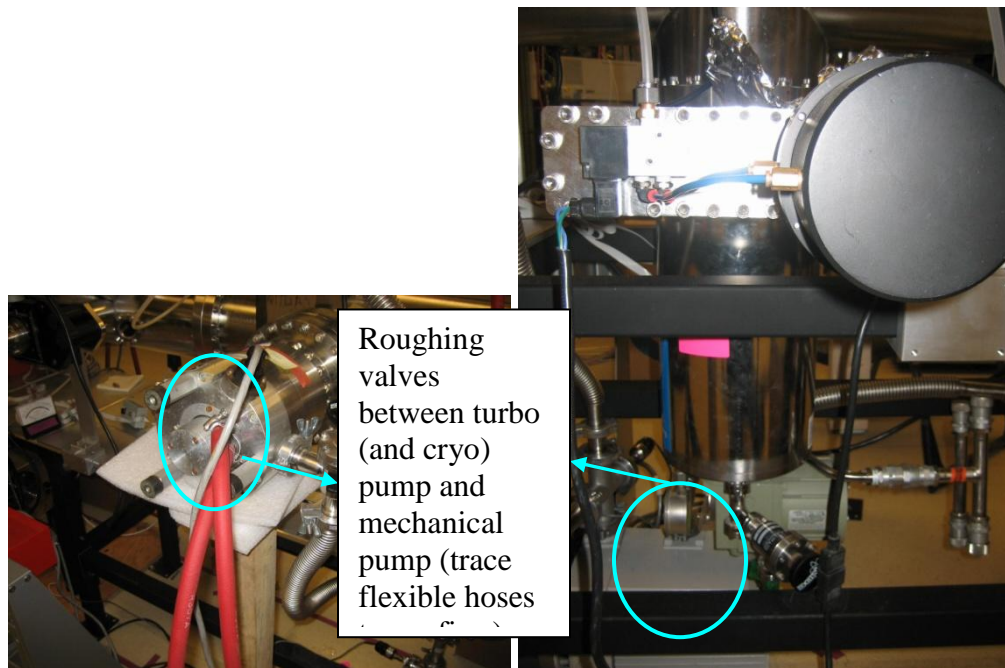 Roughing
valves
between turbo
(and cryo)
pump and
mechanical
pump (trace
flexible hoses